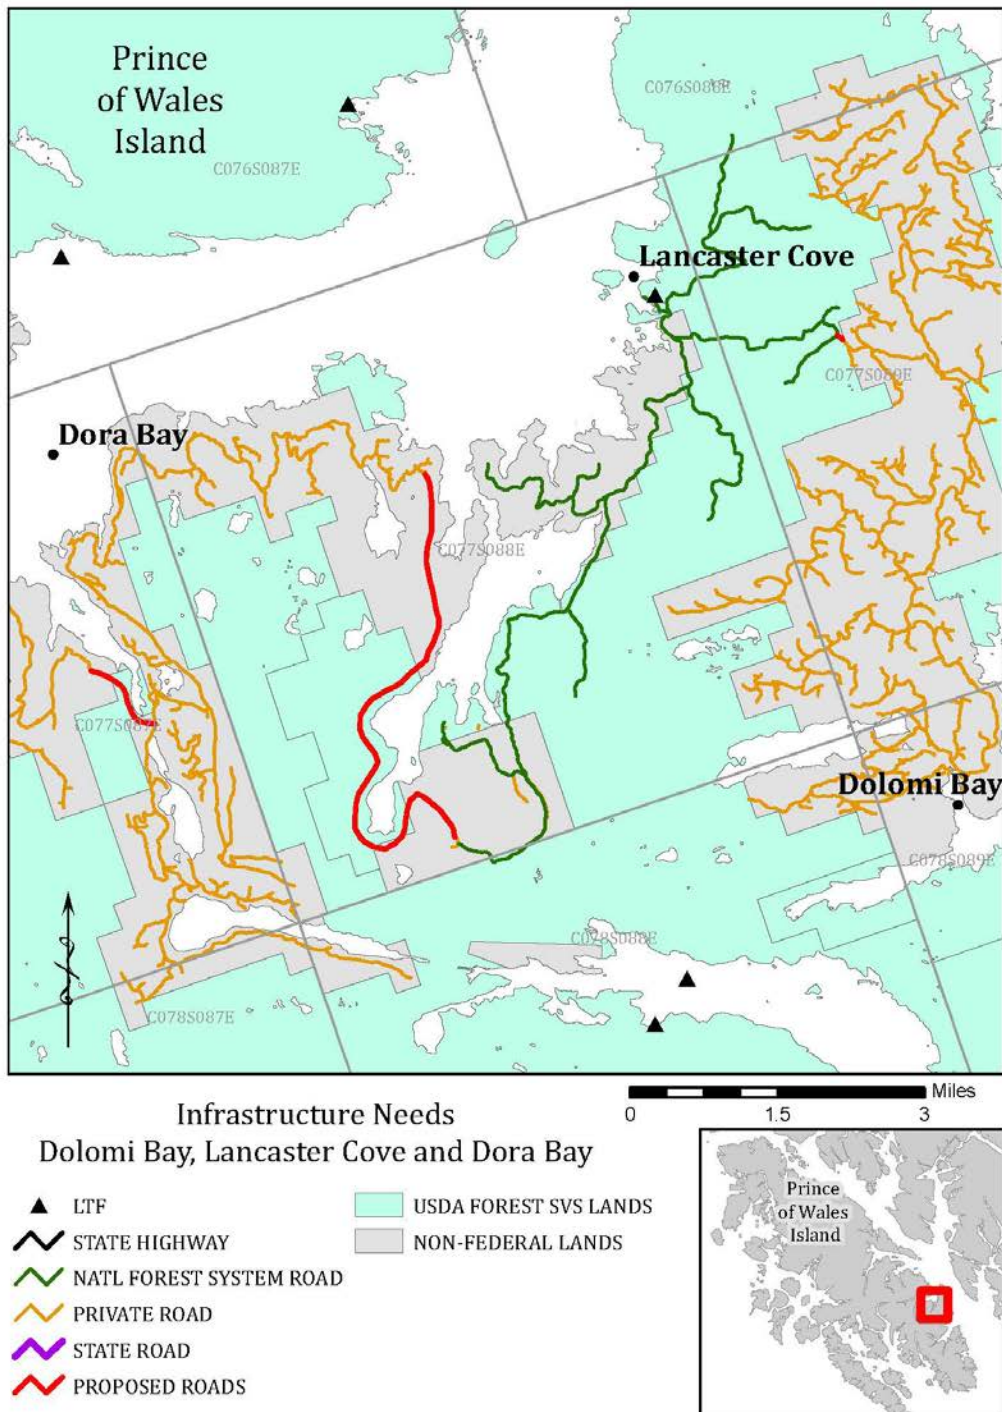 Prince
of Wales
Island
C076S087E
C076S088E
Lancaster Cove
C077S089E
Dora Bay
C077S088E
C077S087E
Dolomi Bay
C078S089E
C078S088E
C078S087E
Miles
0 1.5 3
Infrastructure Needs
Dolomi Bay, Lancaster Cove and Dora Bay
LTF
STATE HIGHWAY
NATL FOREST SYSTEM ROAD
PRIVATE ROAD
STATE ROAD
PROPOSED ROADS
USDA FOREST SVS LANDS
NON-FEDERAL LANDS
Prince
of Wales
Island